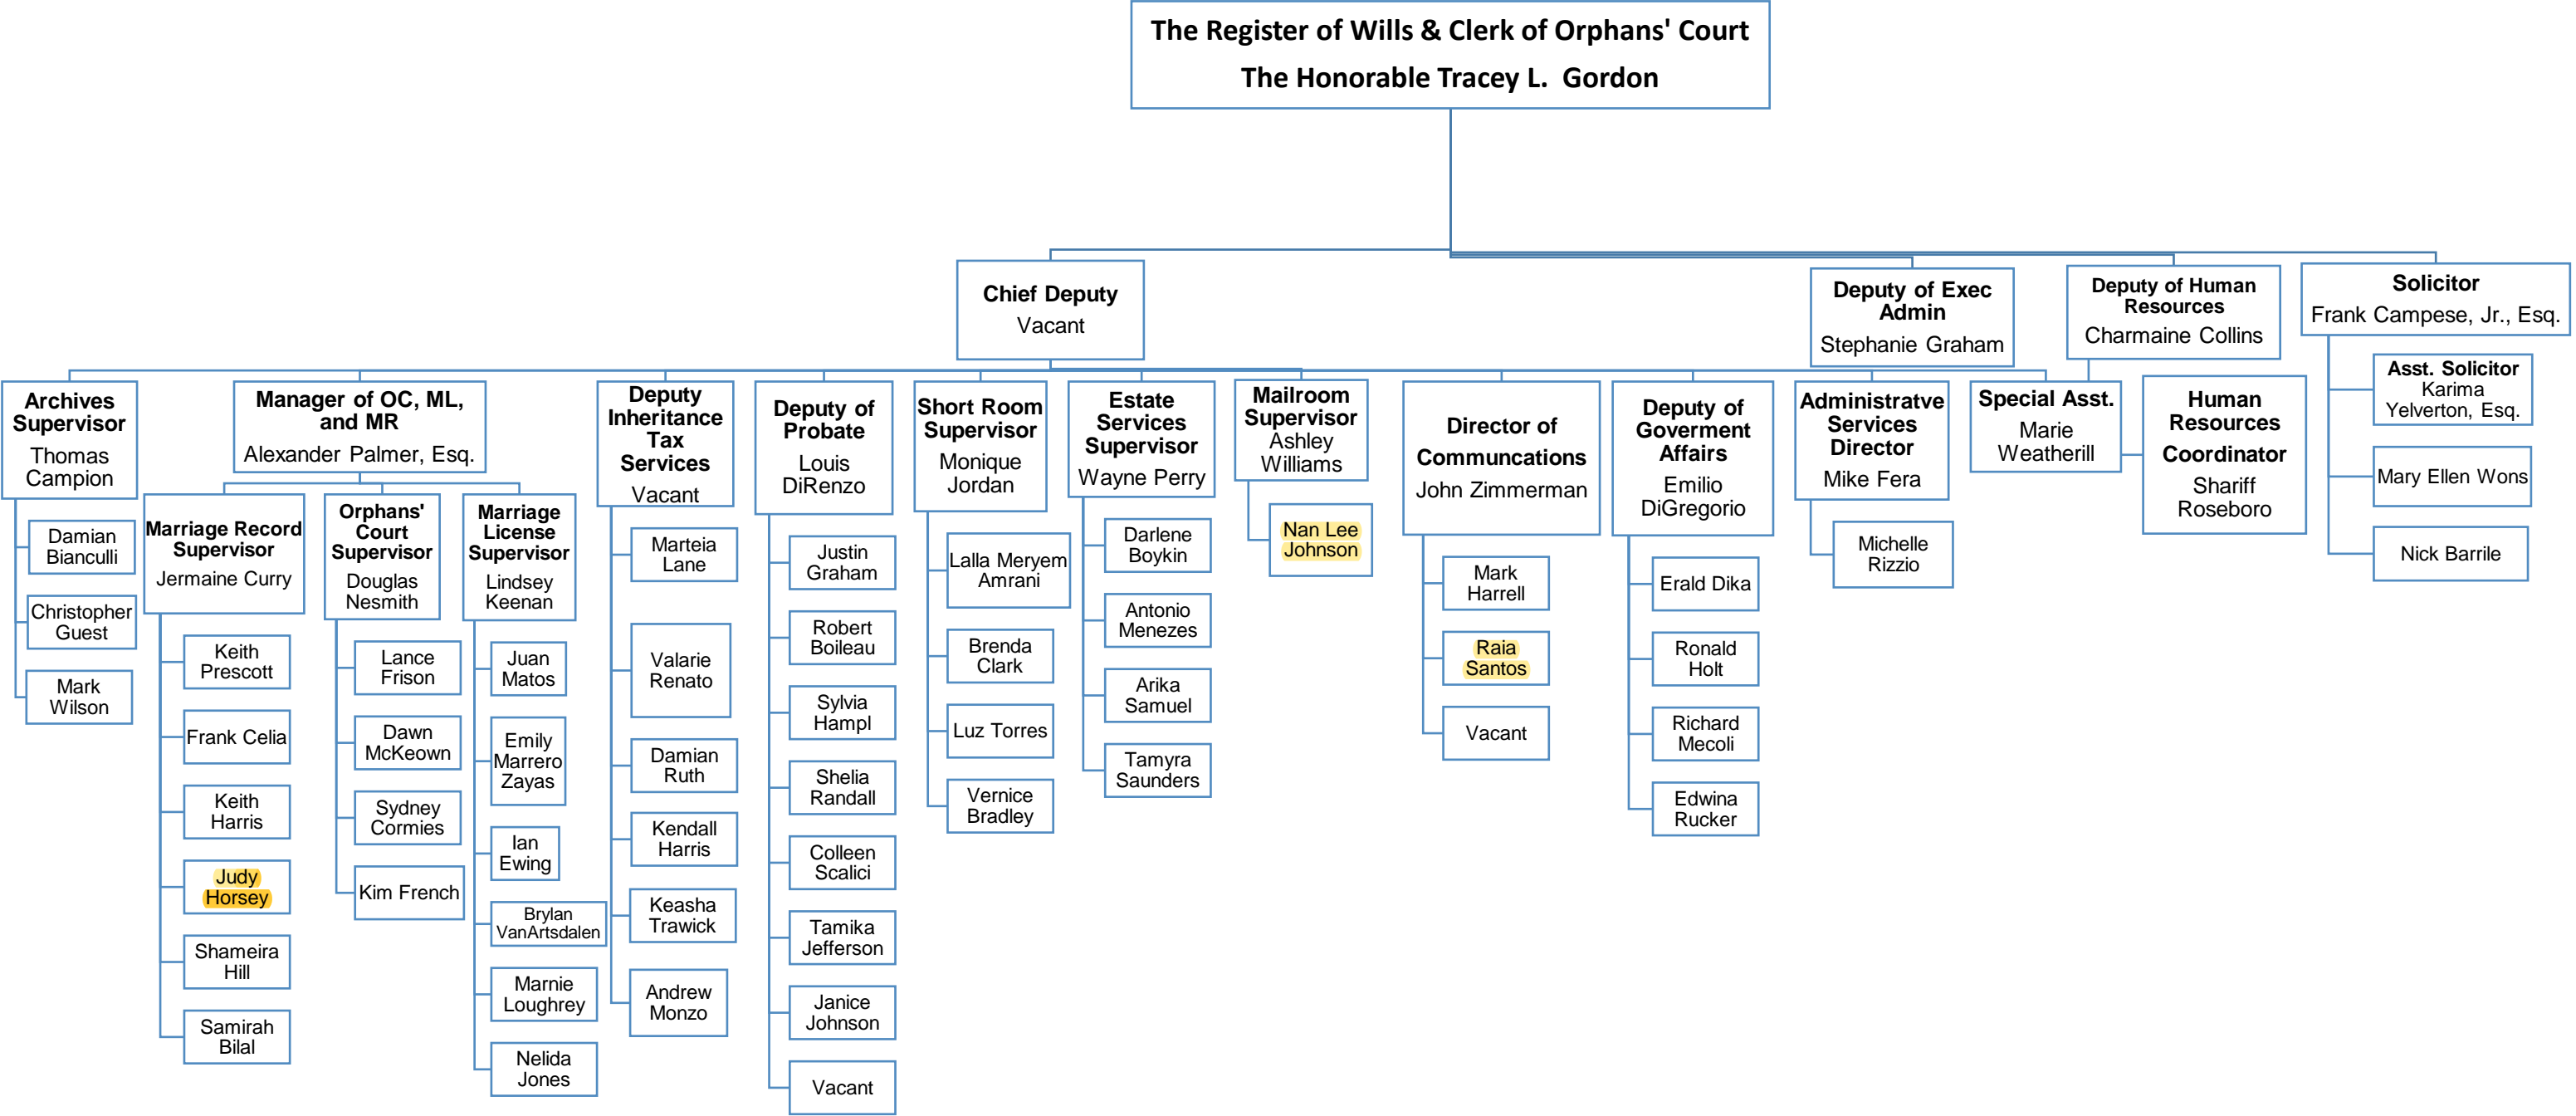 The Register of Wills & Clerk of Orphans' Court
The Honorable Tracey L. Gordon
Chief Deputy
Vacant
Deputy of Exec
Admin
Stephanie Graham
Deputy of Human
Resources
Charmaine Collins
Solicitor
Frank Campese, Jr., Esq.
Asst. Solicitor
Karima
Yelverton, Esq.
Mary Ellen Wons
Nick Barrile
Archives
Supervisor
Thomas
Campion
Damian
Bianculli
Christopher
Guest
Mark
Wilson
Manager of OC, ML,
and MR
Alexander Palmer, Esq.
Marriage Record
Supervisor
Jermaine Curry
Keith
Prescott
Frank Celia
Keith
Harris
Judy
Horsey
Shameira
Hill
Samirah
Bilal
Orphans'
Court
Supervisor
Douglas
Nesmith
Lance
Frison
Dawn
McKeown
Sydney
Cormies
Kim French
Marriage
License
Supervisor
Lindsey
Keenan
Juan
Matos
Emily
Marrero
Zayas
Ian
Ewing
Brylan
VanArtsdalen
Marnie
Loughrey
Nelida
Jones
Deputy
Inheritance
Tax
Services
Vacant
Marteia
Lane
Valarie
Renato
Damian
Ruth
Kendall
Harris
Keasha
Trawick
Andrew
Monzo
Deputy of
Probate
Louis
DiRenzo
Justin
Graham
Robert
Boileau
Sylvia
Hampl
Shelia
Randall
Colleen
Scalici
Tamika
Jefferson
Janice
Johnson
Vacant
Short Room
Supervisor
Monique
Jordan
Lalla Meryem
Amrani
Brenda
Clark
Luz Torres
Vernice
Bradley
Estate
Services
Supervisor
Wayne Perry
Darlene
Boykin
Antonio
Menezes
Arika
Samuel
Tamyra
Saunders
Mailroom
Supervisor
Ashley
Williams
Nan Lee
Johnson
Director of
Communcations
John Zimmerman
Mark
Harrell
Raia
Santos
Vacant
Deputy of
Goverment
Affairs
Emilio
DiGregorio
Erald Dika
Ronald
Holt
Richard
Mecoli
Edwina
Rucker
Administratve
Services
Director
Mike Fera
Michelle
Rizzio
Special Asst.
Marie
Weatherill
Human
Resources
Coordinator
Shariff
Roseboro